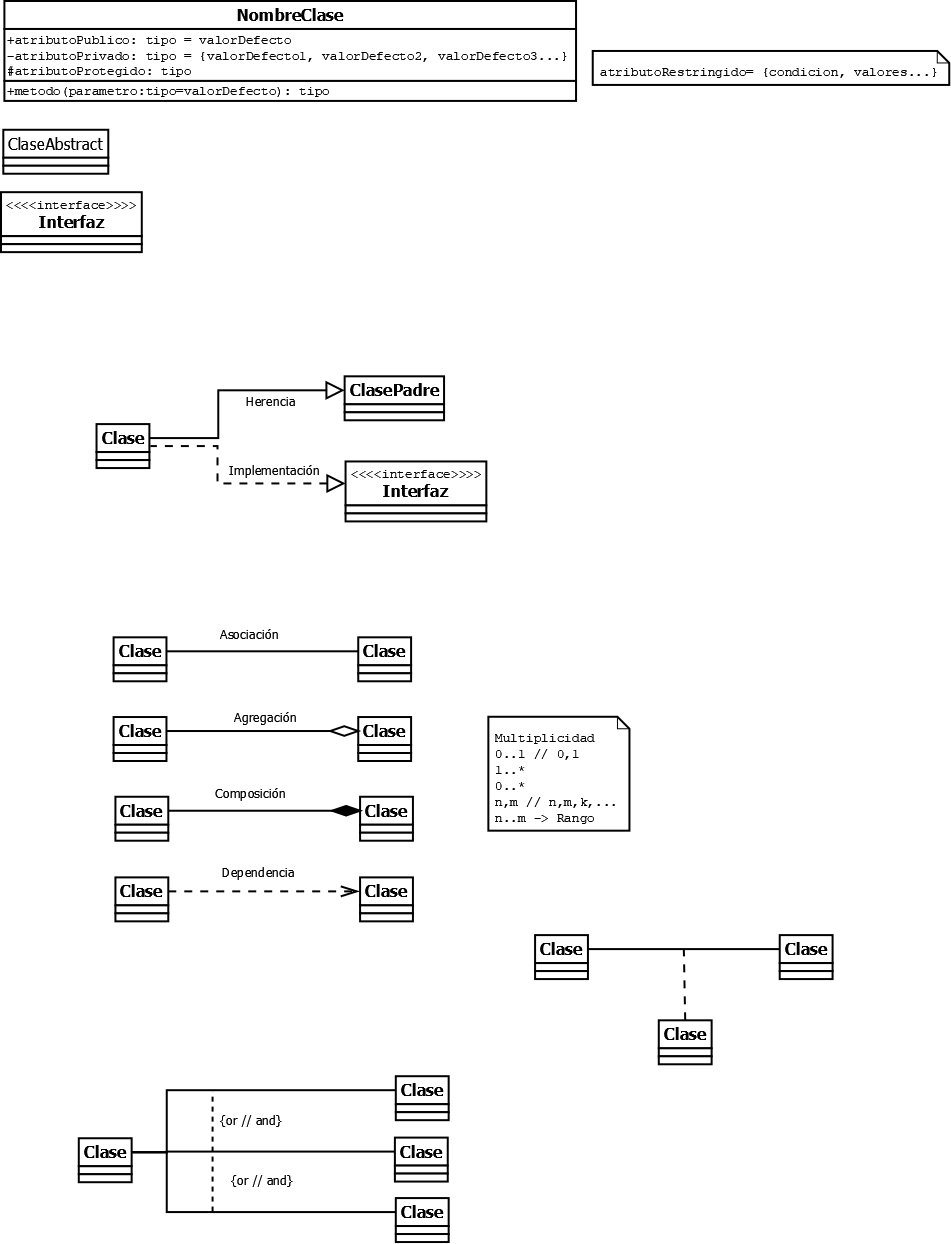 NombreClase
+atributoPublico: tipo = valorDefecto
-atributoPrivado: tipo = {valorDefecto1, valorDefecto2, valorDefecto3...}
#atributoProtegido: tipo
+metodo(parametro:tipo=valorDefecto): tipo
atributoRestringido= {condicion, valores...}
ClaseAbstract
<<<<interface>>>>
Interfaz
ClasePadre
Herencia
Clase
Implementación
<<<<interface>>>>
Interfaz
Asociación
Clase
Clase
Agregación
Clase
Clase
Multiplicidad
0..1 // 0,1
1..*
0..*
n,m // n,m,k,...
n..m -> Rango
Composición
Clase
Clase
Dependencia
Clase
Clase
Clase
Clase
Clase
Clase
{or // and}
Clase
Clase
{or // and}
Clase